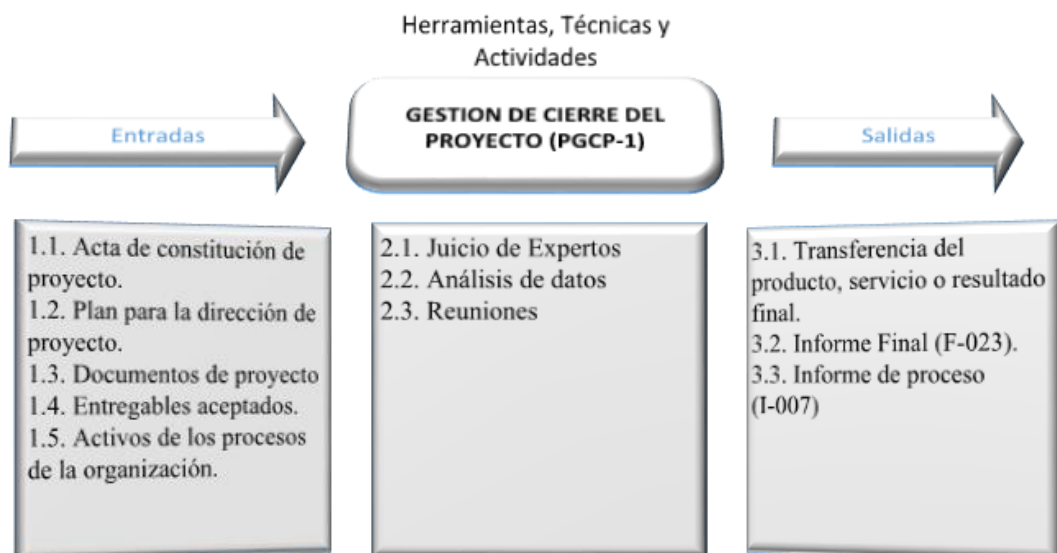 Herramientas, Técnicas y
Actividades
Entradas
GESTION DE CIERRE DEL
PROYECTO (PGCP-1)
Salidas
1.1. Acta de constitución de
proyecto.
1.2. Plan para la dirección de
proyecto.
1.3. Documentos de proyecto
1.4. Entregables aceptados.
1.5. Activos de los procesos
de la organización.
2.1. Juicio de Expertos
2.2. Análisis de datos
2.3. Reuniones
3.1. Transferencia del
producto, servicio o resultado
final.
3.2. Informe Final (F-023).
3.3. Informe de proceso
(I-007)